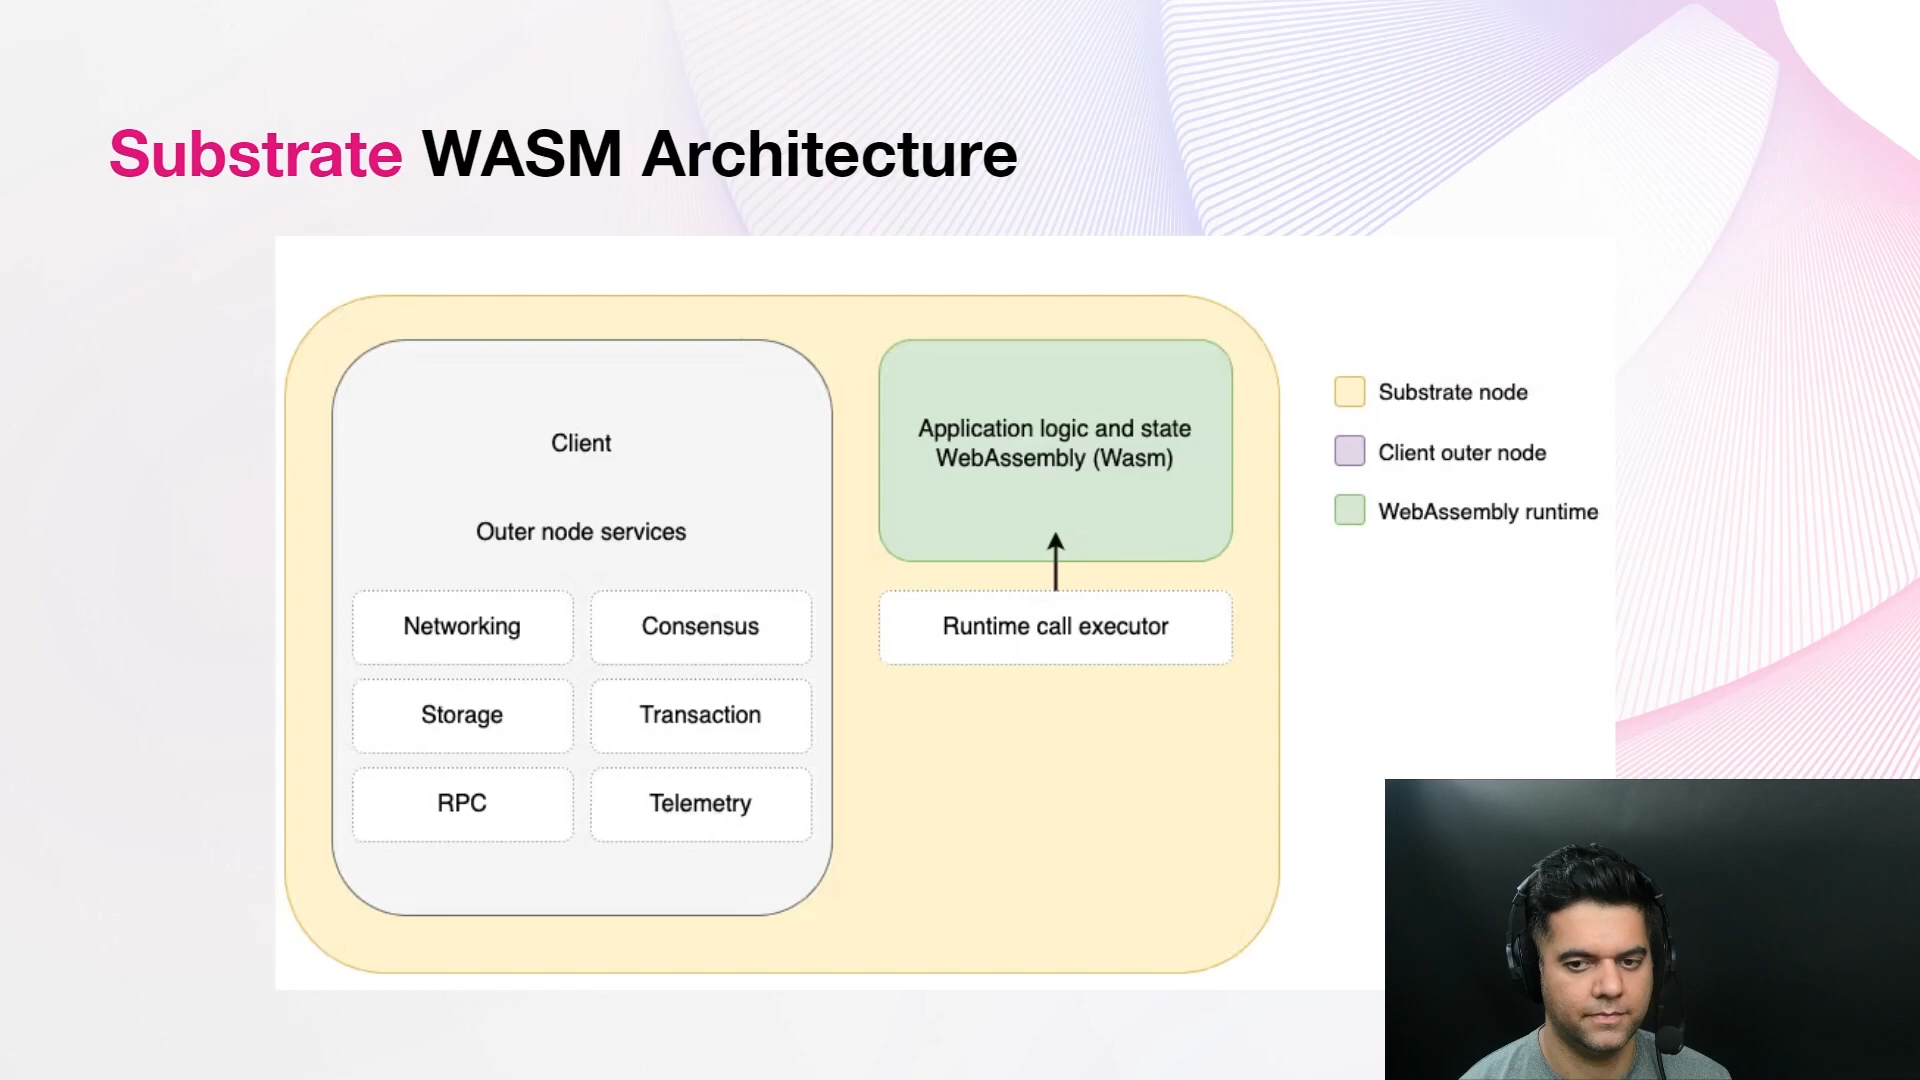 Substrate WASM Architecture
Client
Outer node services
Networking
Consensus
Storage
Transaction
RPC
Telemetry
Application logic and state
WebAssembly (Wasm)
Runtime call executor
Substrate node
Client outer node
WebAssembly runtime